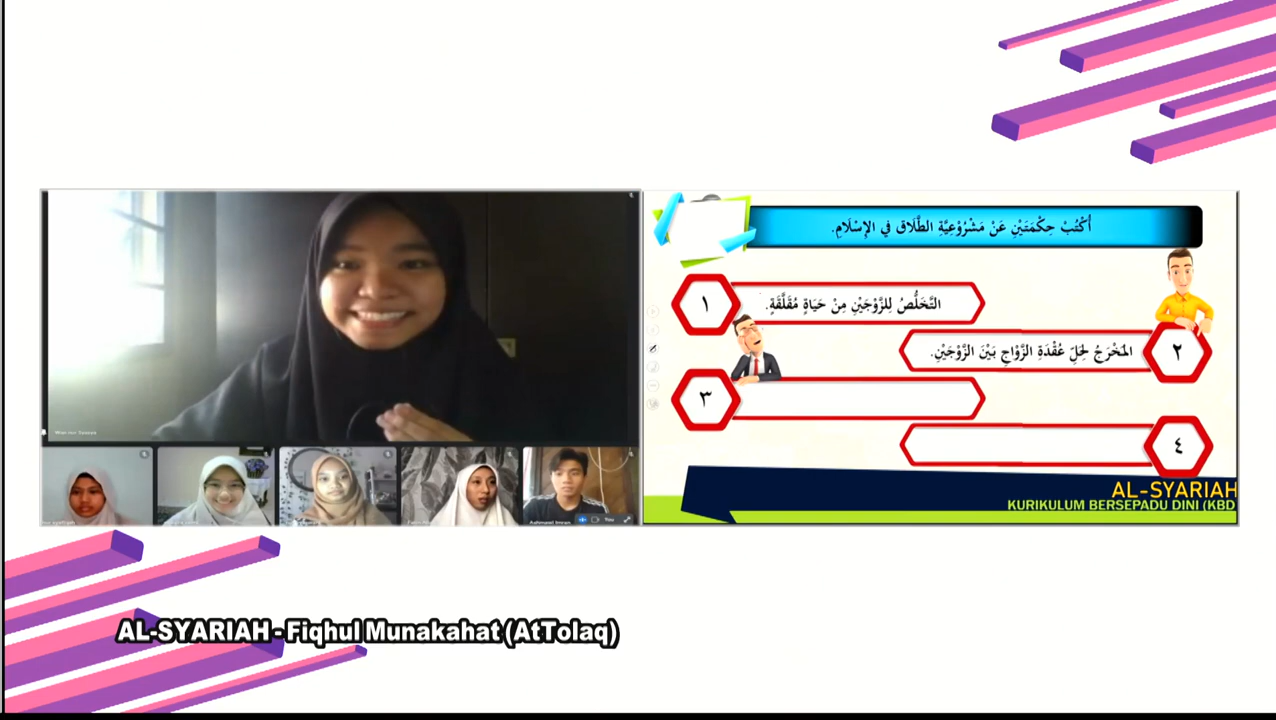 أُكْتُبْ حِكْمَتَيْنِ عَنْ مَشْرُوْعِيَّةِ الطَّلَاق فِي الإِسْلَامِ.
١
التَّخَلُّصُ لِلزَّوْجَيْنِ مِنْ حَيَاةٍ مُقَلَّقَةٍ.
٢
المَخْرَجُ لِحَلِّ عُقْدَةِ الزَّوَاجِ بَيْنَ الزَّوْجَيْنِ.
٣
٤
AL-SYARIAH
KURIKULUM BERSEPADU DINI (KBD
You
AL-SYARIAH - Fiqhul Munakahat (AtTolaq)